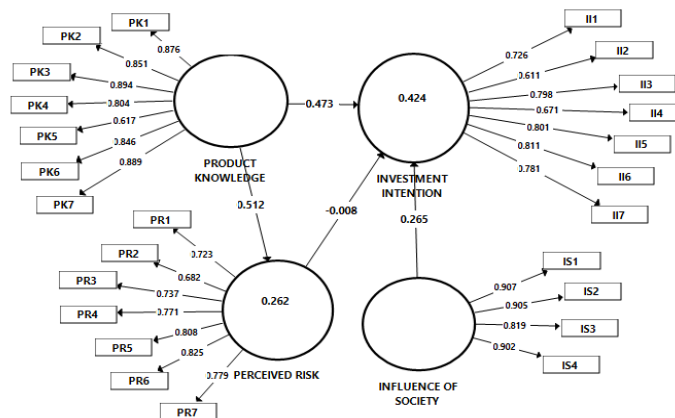 PK1
PK2
PK3
PK4
PK5
PK6
PK7
0.876
0.851
0.894
0.804
0.617
0.846
0.889
PRODUCT
KNOWLEDGE
0.473
0.512
0.424
INVESTMENT
INTENTION
-0.008
0.265
II1
II2
II3
II4
II5
II6
II7
0.726
0.611
0.798
0.671
0.801
0.811
0.781
PR1
PR2
PR3
PR4
PR5
PR6
PR7
0.723
0.682
0.737
0.771
0.808
0.825
0.779
0.262
PERCEIVED RISK
INFLUENCE OF
SOCIETY
0.907
0.905
0.819
0.902
IS1
IS2
IS3
IS4